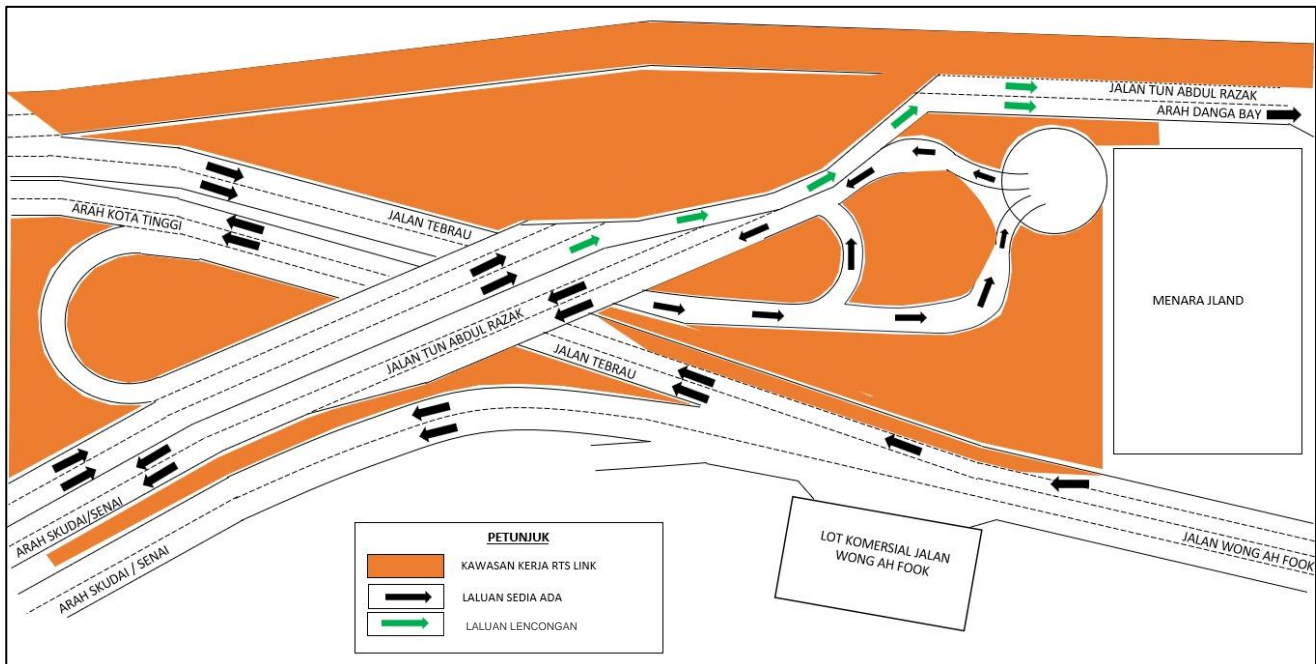 JALAN TUN ABDUL RAZAK
ARAH DANGA BAY
ARAH KOTA TINGGI
JALAN TEBRAU
MENARA JLAND
JALAN TUN ABDUL RAZAK
JALAN TEBRAU
ARAH SKUDAI/SENAI
ARAH SKUDAI / SENAI
LOT KOMERSIAL JALAN
WONG AH FOOK
JALAN WONG AH FOOK
PETUNJUK
KAWASAN KERJA RTS LINK
LALUAN SEDIA ADA
LALUAN LENCONGAN